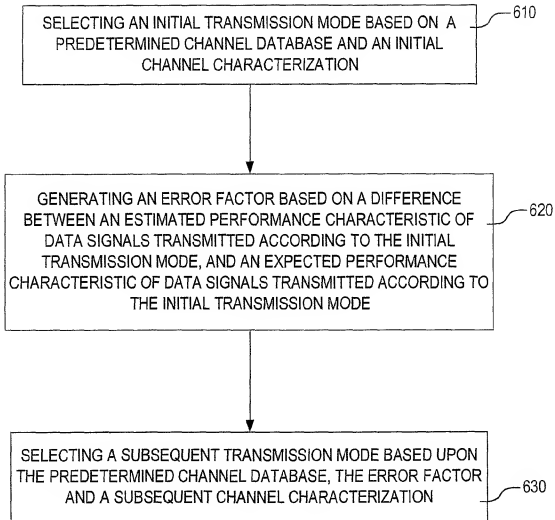 SELECTING AN INITIAL TRANSMISSION MODE BASED ON A
PREDETERMINED CHANNEL DATABASE AND AN INITIAL
CHANNEL CHARACTERIZATION
610
GENERATING AN ERROR FACTOR BASED ON A DIFFERENCE
BETWEEN AN ESTIMATED PERFORMANCE CHARACTERISTIC OF
DATA SIGNALS TRANSMITTED ACCORDING TO THE INITIAL
TRANSMISSION MODE, AND AN EXPECTED PERFORMANCE
CHARACTERISTIC OF DATA SIGNALS TRANSMITTED ACCORDING TO
THE INITIAL TRANSMISSION MODE
620
SELECTING A SUBSEQUENT TRANSMISSION MODE BASED UPON
THE PREDETERMINED CHANNEL DATABASE, THE ERROR FACTOR
AND A SUBSEQUENT CHANNEL CHARACTERIZATION
630